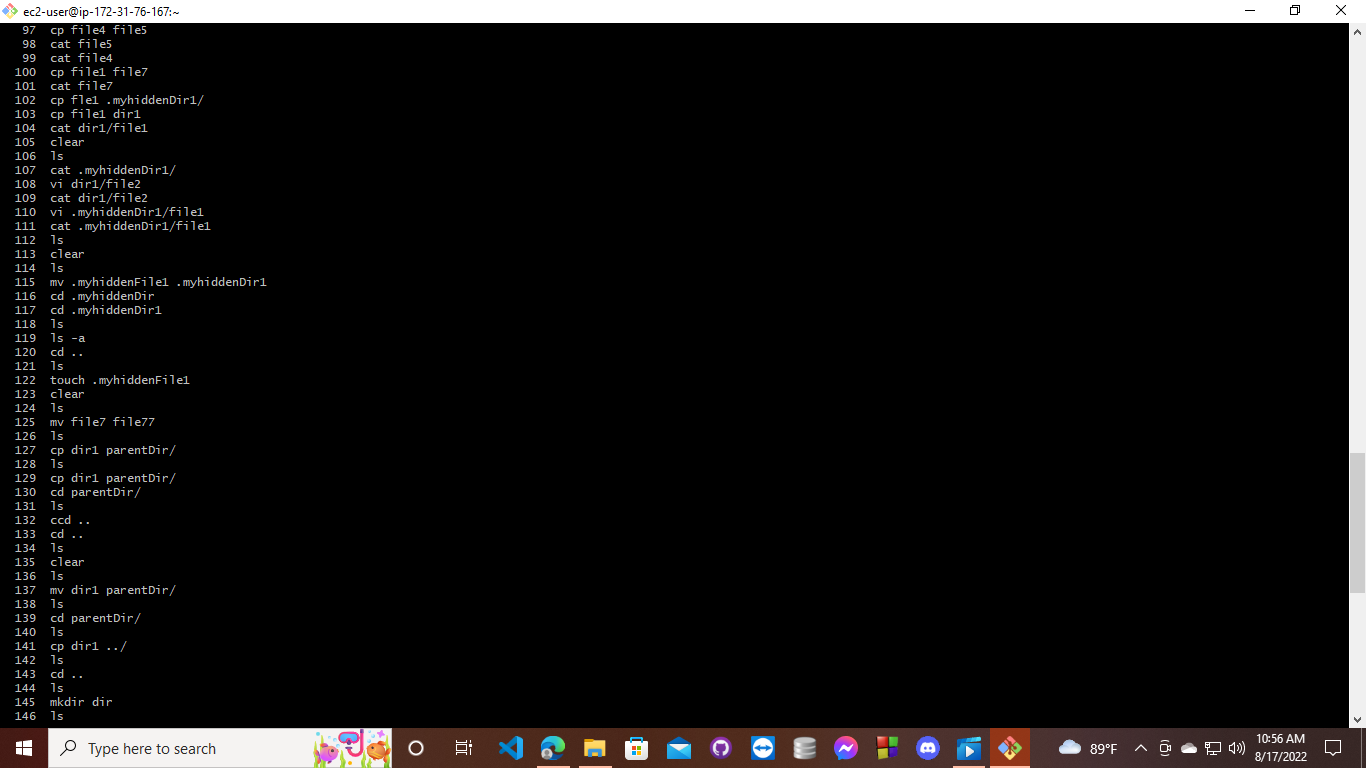 ec2-user@ip-172-31-76-167:~
97 cp file4 file5
98 cat file5
99 cat file4
100 cp file1 file7
101 cat file7
102 cp fle1 .myhiddenDir1/
103 cp file1 dir1
104 cat dir1/file1
105 clear
106 ls
107 cat .myhiddenDir1/
108 vi dir1/file2
109 cat dir1/file2
110 vi .myhiddenDir1/file1
111 cat .myhiddenDir1/file1
112 ls
113 clear
114 ls
115 mv .myhiddenFile1 .myhiddenDir1
116 cd .myhiddenDir
117 cd .myhiddenDir1
118 ls
119 ls -a
120 cd ..
121 ls
122 touch .myhiddenFile1
123 clear
124 ls
125 mv file7 file77
126 ls
127 cp dir1 parentDir/
128 ls
129 cp dir1 parentDir/
130 cd parentDir/
131 ls
132 ccd ..
133 cd ..
134 ls
135 clear
136 ls
137 mv dir1 parentDir/
138 ls
139 cd parentDir/
140 ls
141 cp dir1 ../
142 ls
143 cd ..
144 ls
145 mkdir dir
146 ls
Type here to search
89°F
10:56 AM
8/17/2022